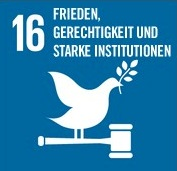 16 FRIEDEN,
GERECHTIGKEIT UND
STARKE INSTITUTIONEN